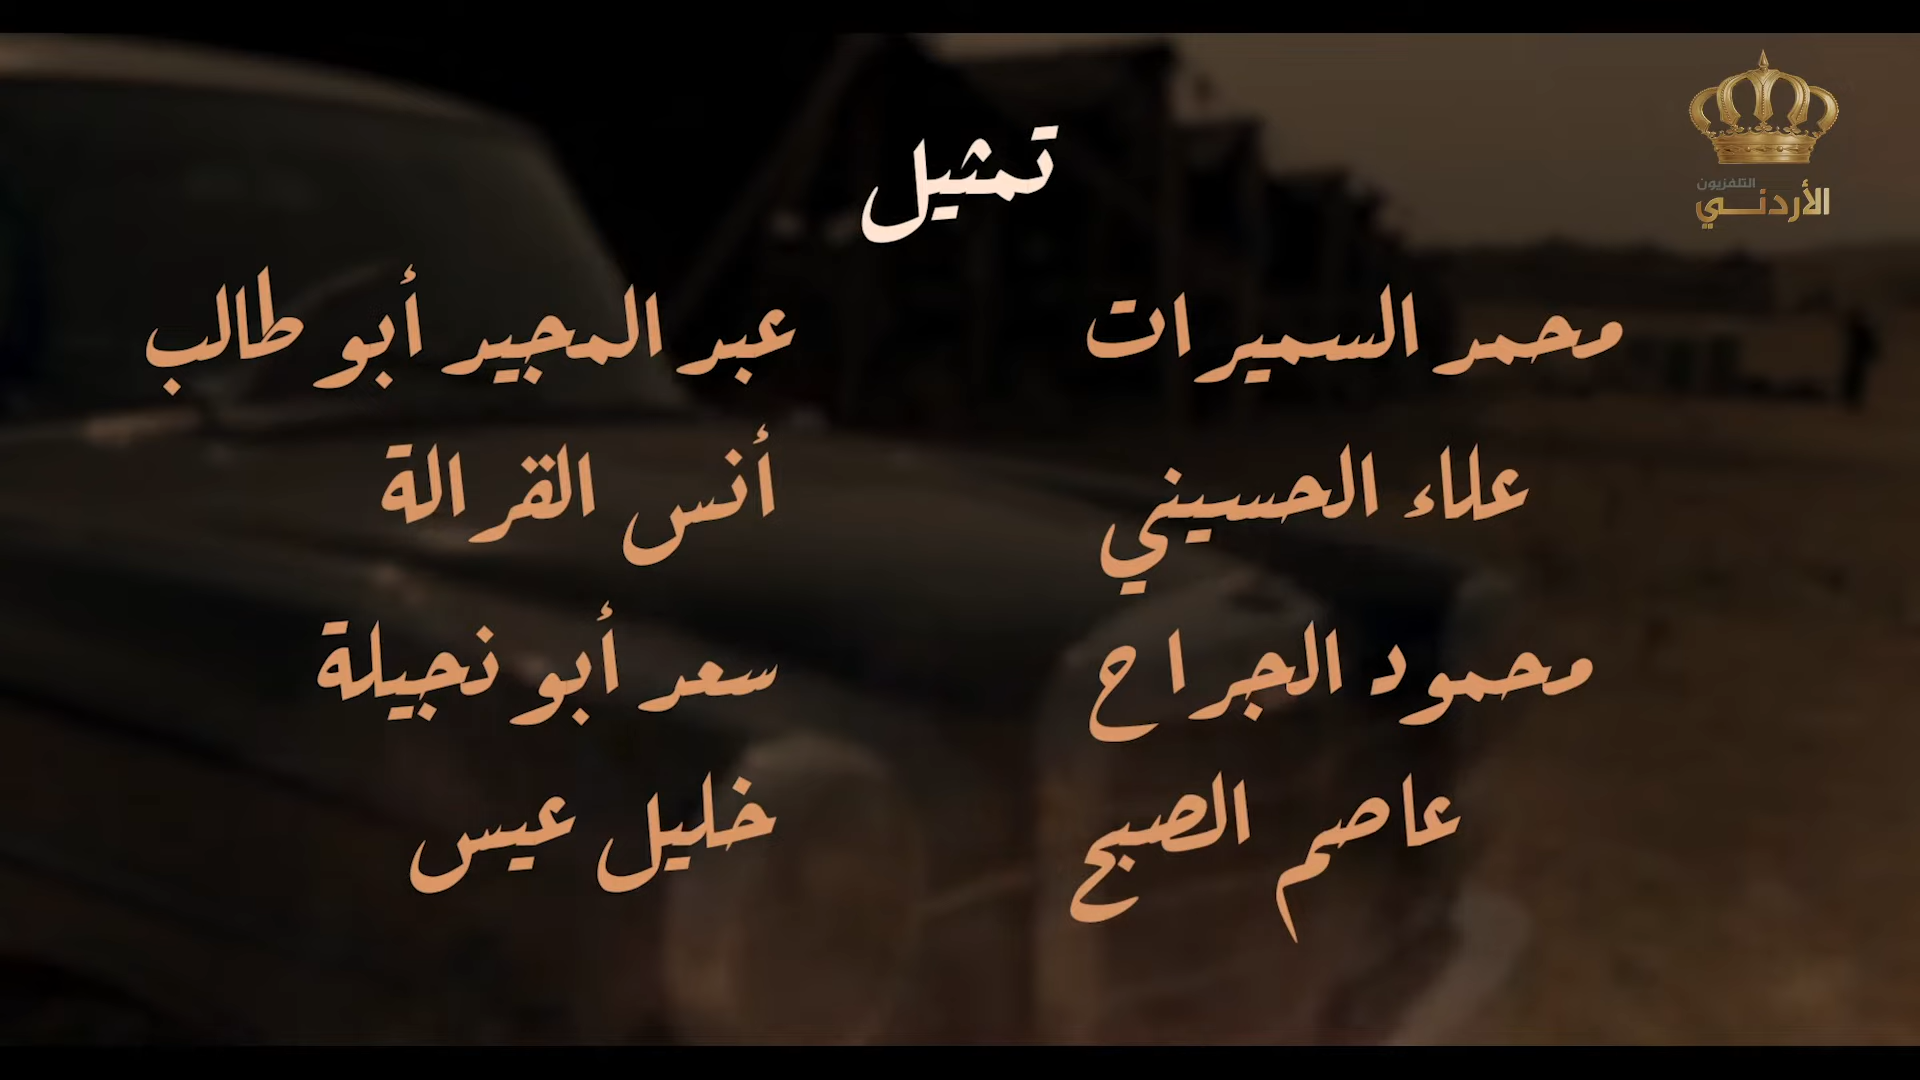 تمثيل
محمد السميرات
عبد المجيد أبو طالب
علاء الحسيني
أنس القرالة
محمود الجراح
سعد أبو نجيلة
عاصم الصبح
خليل عيس
التلفزيون
الأردني